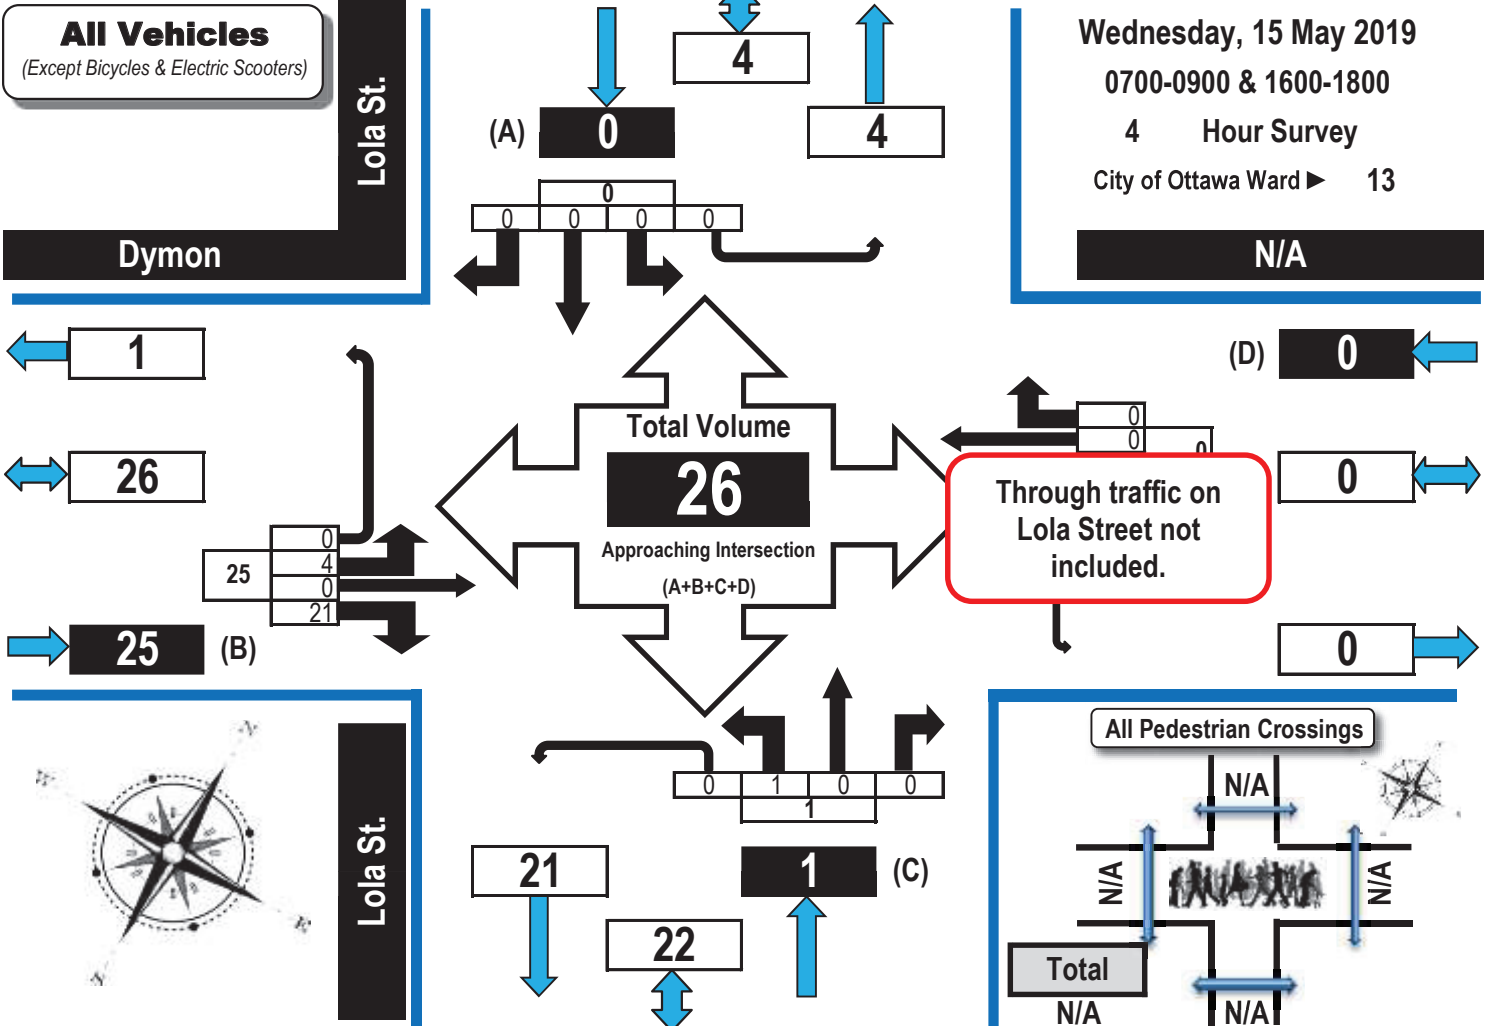 All Vehicles
(Except Bicycles & Electric Scooters)
Lola St.
Dymon
4
(A)
0
4
0
0
0
0
0
Wednesday, 15 May 2019
0700-0900 & 1600-1800
4 Hour Survey
City of Ottawa Ward ► 13
N/A
1
26
0
4
0
21
25
25
(B)
Total Volume
26
Approaching Intersection
(A+B+C+D)
(D)
0
0
0
0
0
Through traffic on
Lola Street not
included.
0
N
W
E
S
Lola St.
0
1
0
0
1
21
1
(C)
22
All Pedestrian Crossings
N/A
N/A
N/A
Total
N/A
N/A